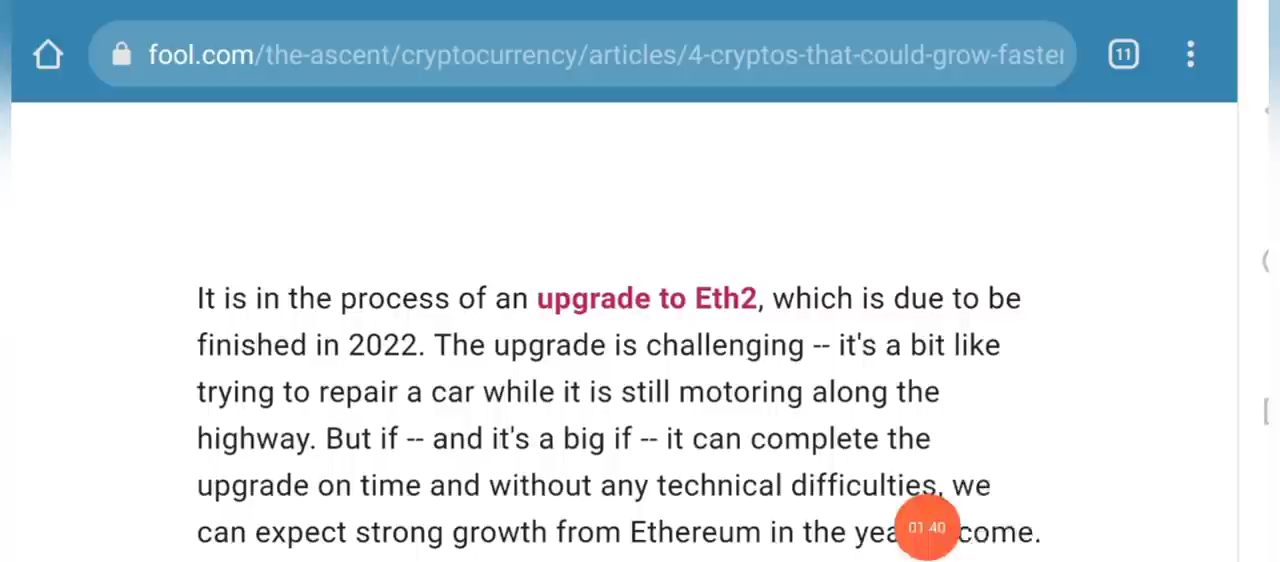 fool.com/the-ascent/cryptocurrency/articles/4-cryptos-that-could-grow-faster
11
It is in the process of an upgrade to Eth2, which is due to be
finished in 2022. The upgrade is challenging -- it's a bit like
trying to repair a car while it is still motoring along the
highway. But if -- and it's a big if -- it can complete the
upgrade on time and without any technical difficulties, we
can expect strong growth from Ethereum in the yea come.
01:40